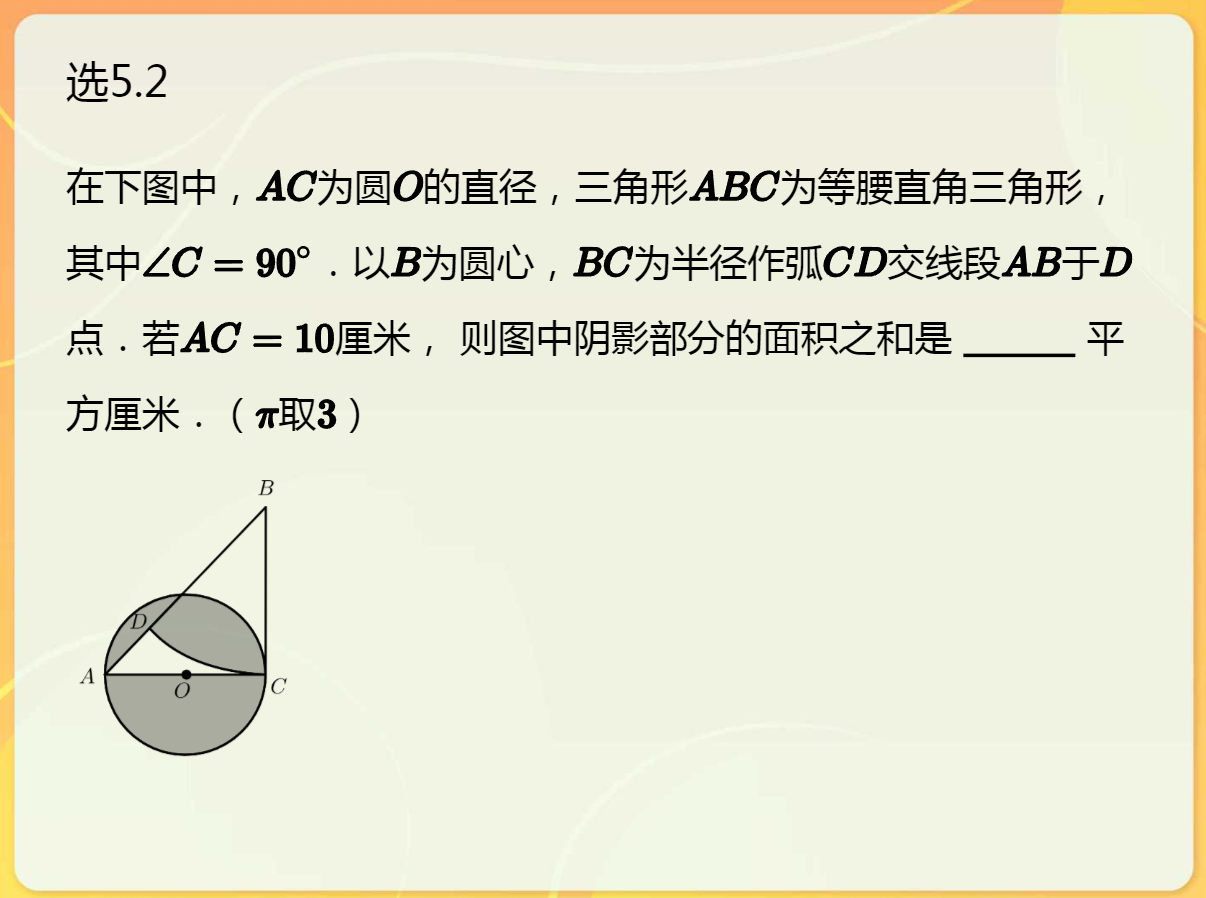 选5.2
在下图中，AC为圆O的直径，三角形ABC为等腰直角三角形，
其中∠C = 90°．以B为圆心，BC为半径作弧CD交线段AB于D
点．若AC = 10厘米， 则图中阴影部分的面积之和是 ______ 平
方厘米．（π取3）
B
D
A
O
C